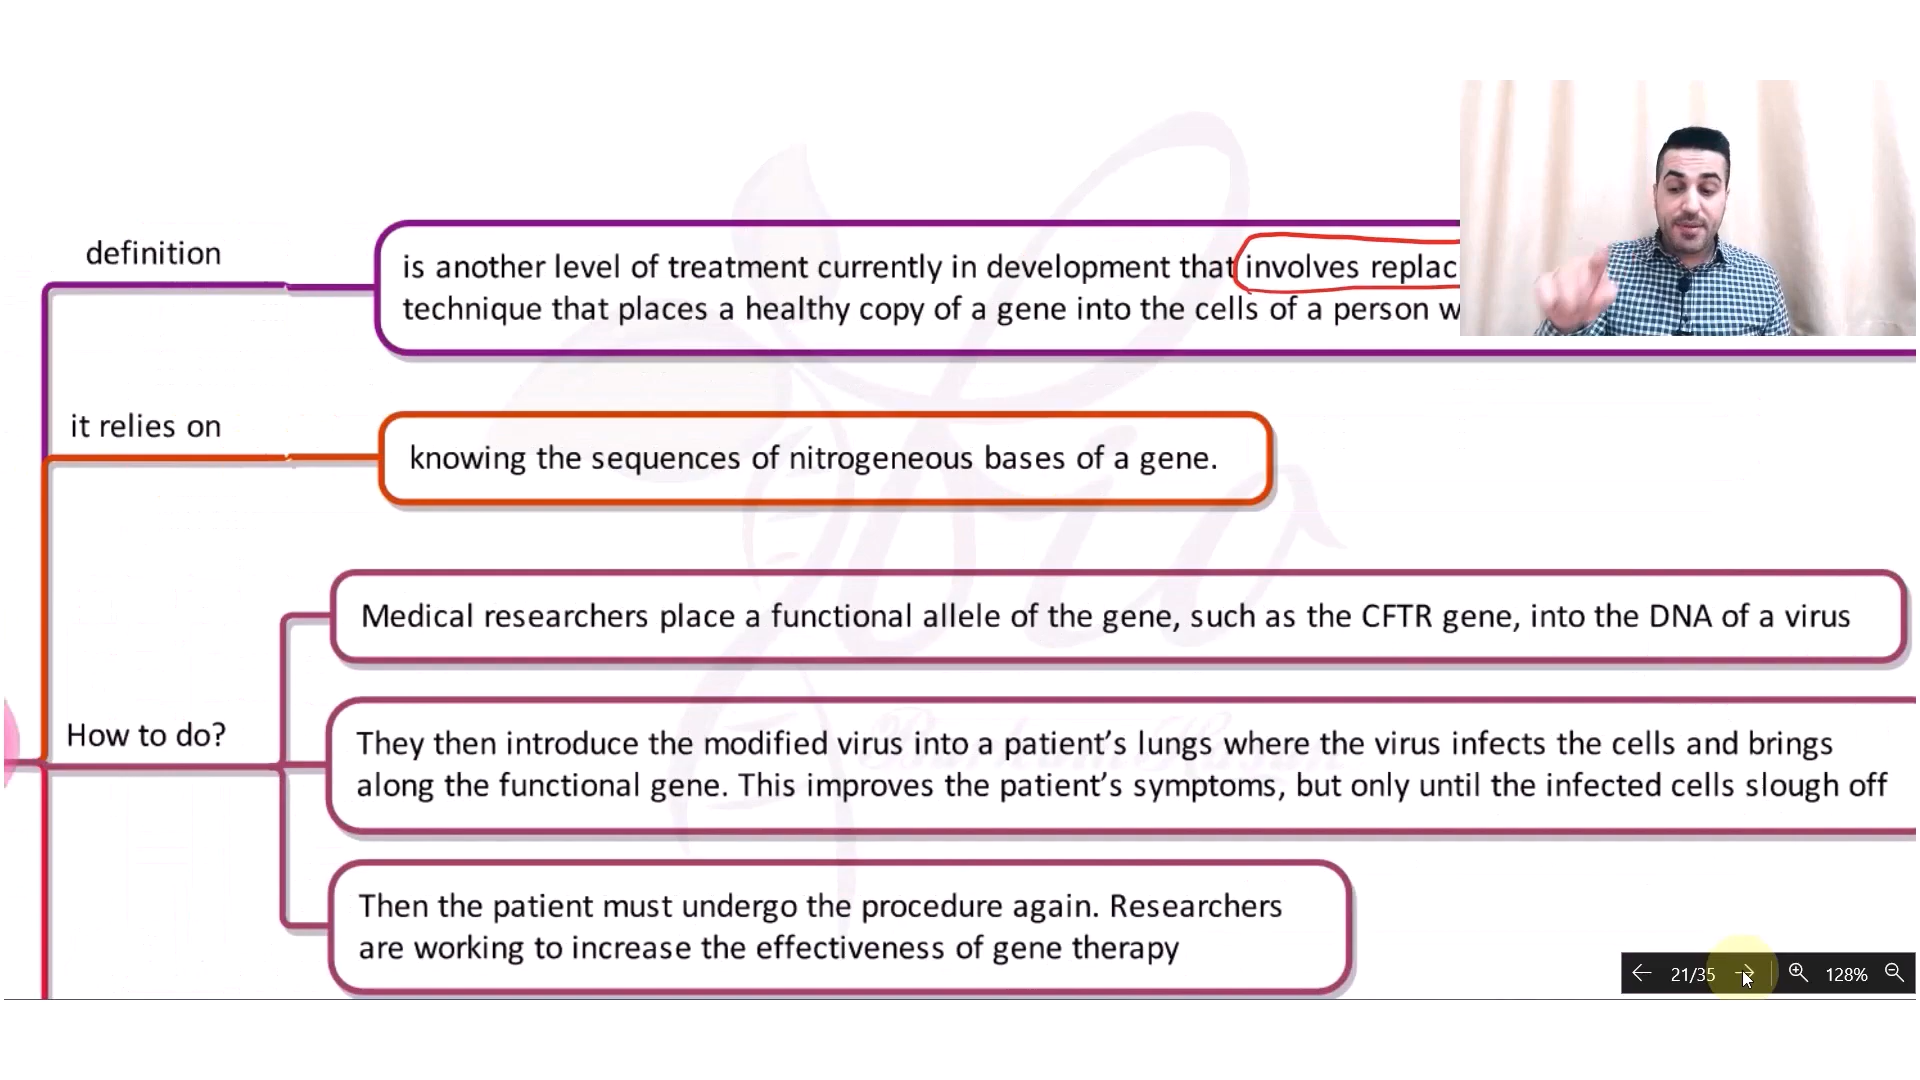 definition
is another level of treatment currently in development that involves replac
technique that places a healthy copy of a gene into the cells of a person w
it relies on
knowing the sequences of nitrogeneous bases of a gene.
Medical researchers place a functional allele of the gene, such as the CFTR gene, into the DNA of a virus
How to do?
They then introduce the modified virus into a patient’s lungs where the virus infects the cells and brings
along the functional gene. This improves the patient’s symptoms, but only until the infected cells slough off
Then the patient must undergo the procedure again. Researchers
are working to increase the effectiveness of gene therapy
21/35
128%